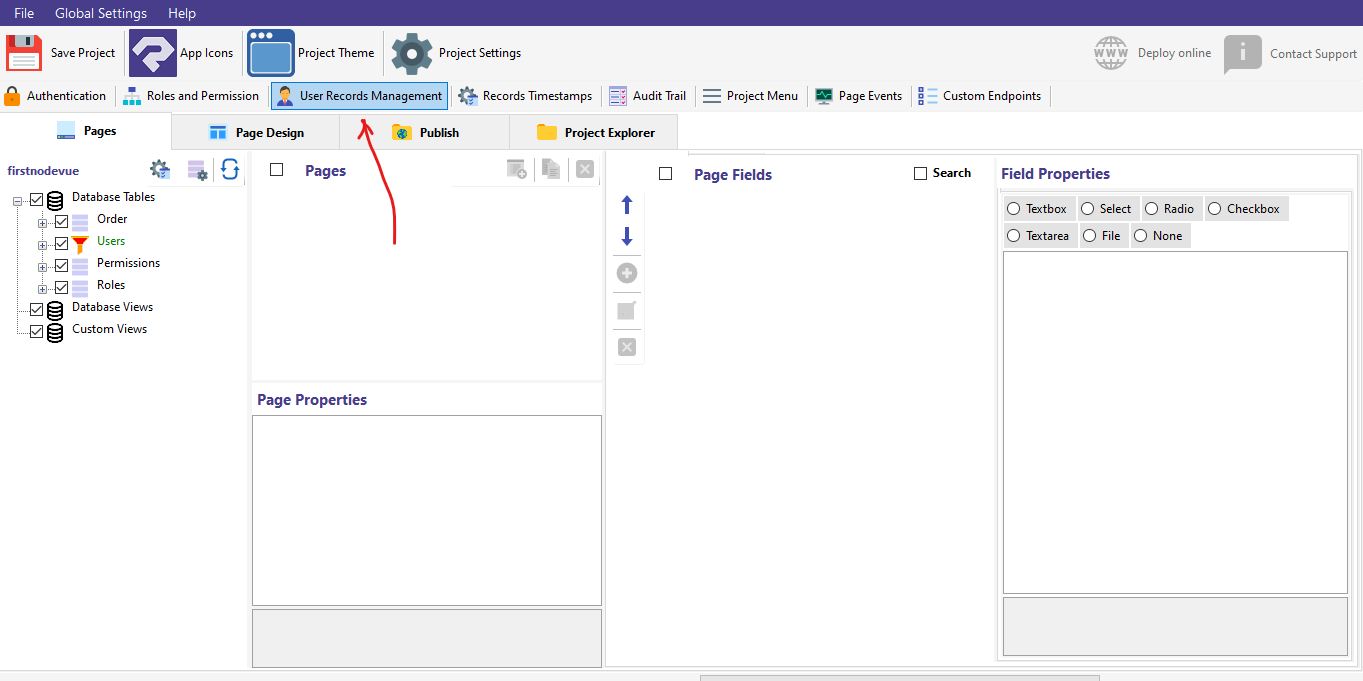 File Global Settings Help
Save Project App Icons Project Theme Project Settings WWW Deploy online i Contact Support
Authentication Roles and Permission User Records Management Records Timestamps Audit Trail Project Menu Page Events Custom Endpoints
Pages Page Design Publish Project Explorer
firstnodevue
Database Tables
Order
Users
Permissions
Roles
Database Views
Custom Views
Pages
Page Properties
Page Fields Search
Field Properties
Textbox Select Radio Checkbox
Textarea File None